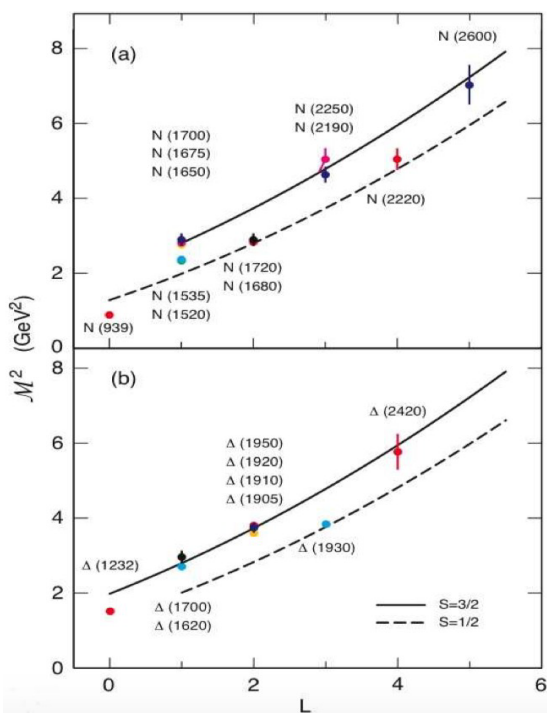 8
6
4
2
0
(a)
N (2600)
N (2250)
N (2190)
N (1700)
N (1675)
N (1650)
N (2220)
N (1720)
N (1680)
N (1535)
N (1520)
N (939)
ℳ² (GeV²)
8
6
4
2
0
(b)
Δ (2420)
Δ (1950)
Δ (1920)
Δ (1910)
Δ (1905)
Δ (1930)
Δ (1232)
Δ (1700)
Δ (1620)
S=3/2
S=1/2
0
2
4
6
L